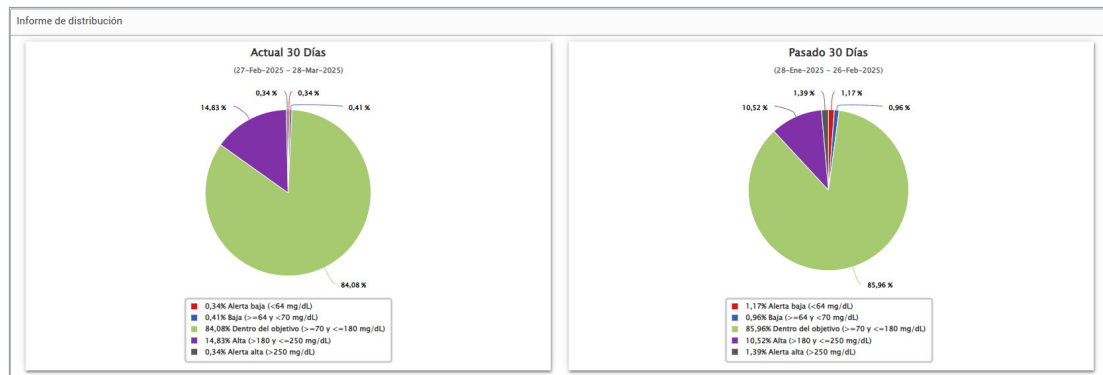 Informe de distribución
Actual 30 Días
(27-Feb-2025 - 28-Mar-2025)
0,34 %
0,34 %
14,83 %
0,41 %
84,08 %
0,34% Alerta baja (<64 mg/dL)
0,41% Baja (>=64 y <70 mg/dL)
84,08% Dentro del objetivo (>=70 y <=180 mg/dL)
14,83% Alta (>180 y <=250 mg/dL)
0,34% Alerta alta (>250 mg/dL)
Pasado 30 Días
(28-Ene-2025 - 26-Feb-2025)
1,39 %
1,17 %
10,52 %
0,96 %
85,96 %
1,17% Alerta baja (<64 mg/dL)
0,96% Baja (>=64 y <70 mg/dL)
85,96% Dentro del objetivo (>=70 y <=180 mg/dL)
10,52% Alta (>180 y <=250 mg/dL)
1,39% Alerta alta (>250 mg/dL)